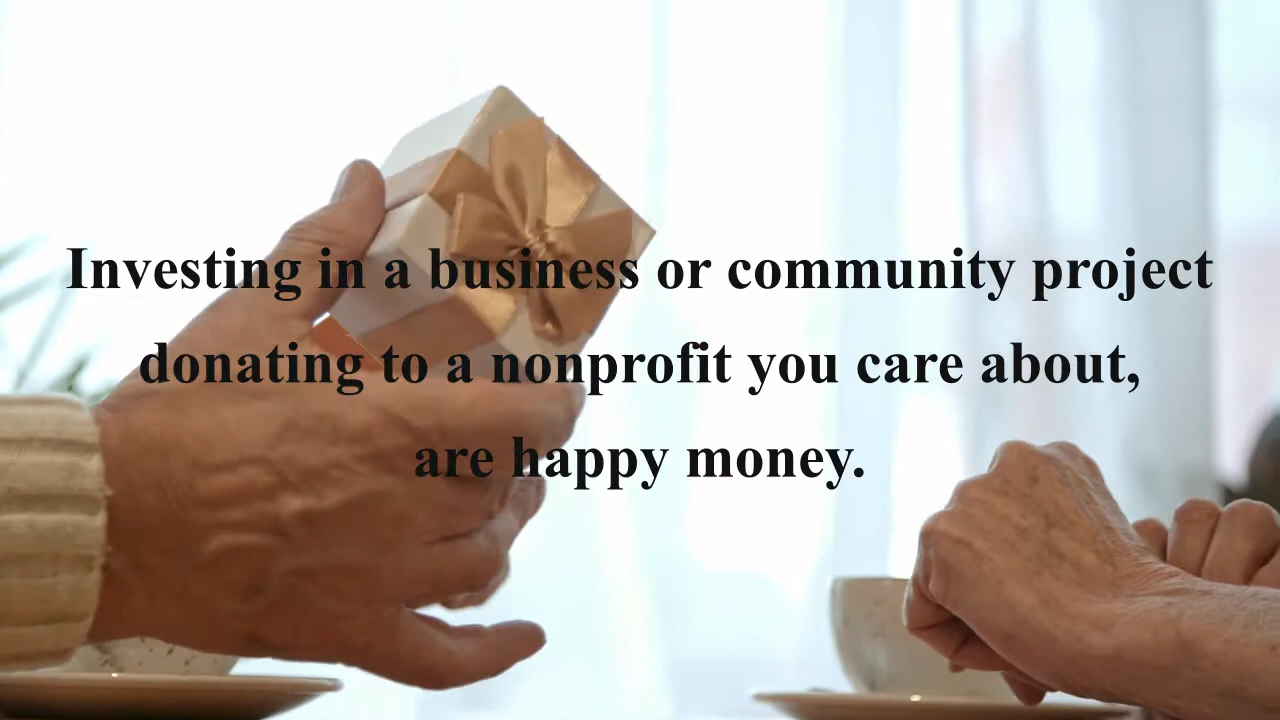 Investing in a business or community project
donating to a nonprofit you care about,
are happy money.